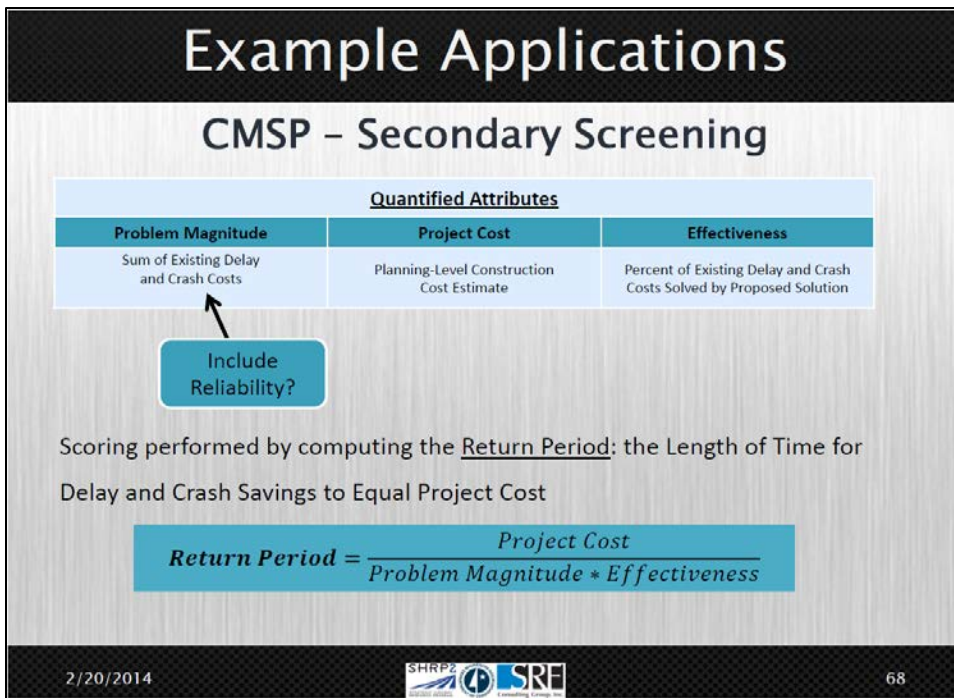 Example Applications
CMSP – Secondary Screening
Quantified Attributes
Problem Magnitude Project Cost Effectiveness
Sum of Existing Delay
and Crash Costs
Planning-Level Construction
Cost Estimate
Percent of Existing Delay and Crash
Costs Solved by Proposed Solution
Include
Reliability?
Scoring performed by computing the Return Period: the Length of Time for
Delay and Crash Savings to Equal Project Cost
Return Period = Project Cost / Problem Magnitude * Effectiveness
2/20/2014
SHRP2
SRF
Consulting Group, Inc.
68